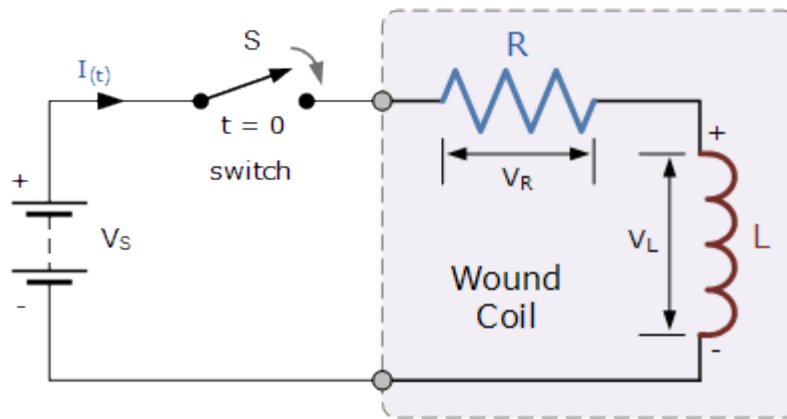 S
I(t)
t = 0
switch
R
VR
+
VS
-
+
VL
L
-
Wound
Coil